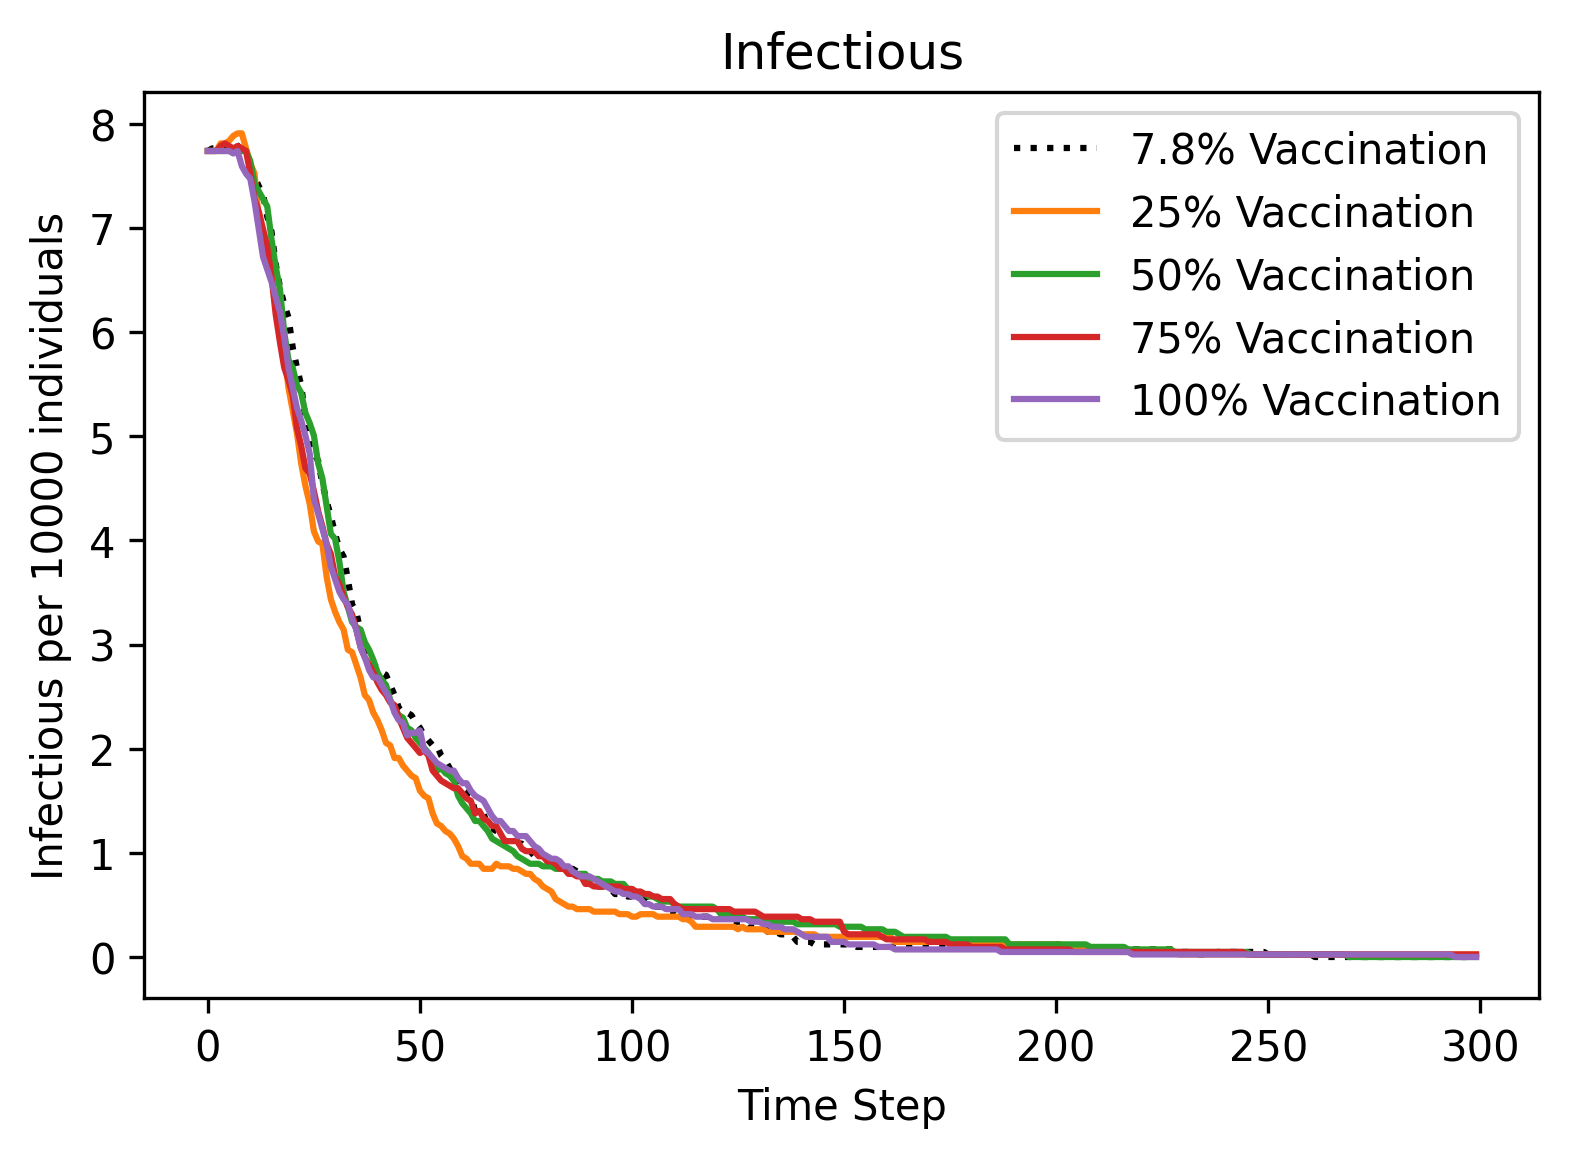 Infectious
Infectious per 10000 individuals
8
7
6
5
4
3
2
1
0
7.8% Vaccination
25% Vaccination
50% Vaccination
75% Vaccination
100% Vaccination
0 50 100 150 200 250 300
Time Step